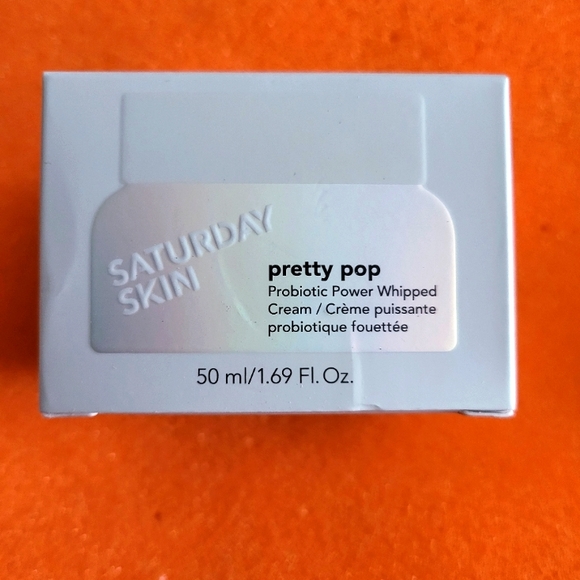 SATURDAY
SKIN
pretty pop
Probiotic Power Whipped
Cream / Crème puissante
probiotique fouettée
50 ml/1.69 Fl. Oz.